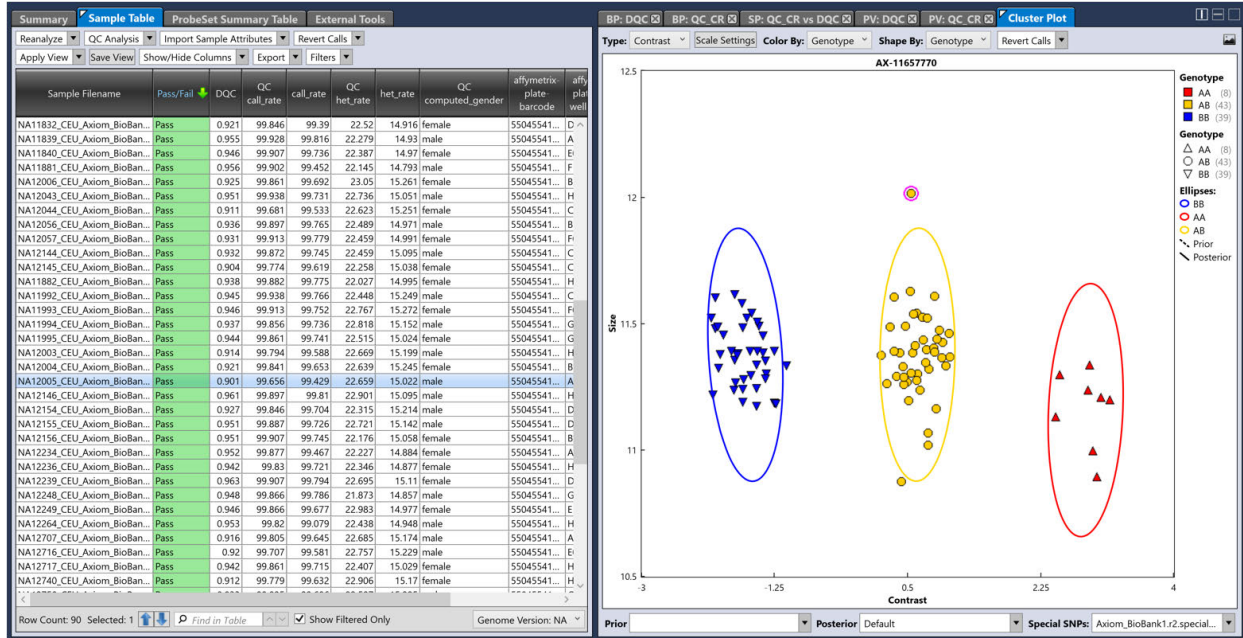 Summary Sample Table ProbeSet Summary Table External Tools
Reanalyze QC Analysis Import Sample Attributes Revert Calls
Apply View Save View Show/Hide Columns Export Filters
Sample Filename Pass/Fail DQC QC call_rate call_rate QC het_rate het_rate QC computed_gender affymetrix-plate-barcode
NA11832_CEU_Axiom_BioBan... Pass 0.921 99.846 99.39 22.52 14.916 female 55045541... D
NA11839_CEU_Axiom_BioBan... Pass 0.955 99.928 99.816 22.279 14.93 male 55045541... A
NA11840_CEU_Axiom_BioBan... Pass 0.946 99.907 99.736 22.387 14.97 female 55045541...
NA11881_CEU_Axiom_BioBan... Pass 0.956 99.902 99.452 22.145 14.793 male 55045541... F
NA12006_CEU_Axiom_BioBan... Pass 0.925 99.861 99.692 23.05 15.261 female 55045541... B
NA12043_CEU_Axiom_BioBan... Pass 0.951 99.938 99.731 22.736 15.051 male 55045541... H
NA12044_CEU_Axiom_BioBan... Pass 0.911 99.681 99.533 22.623 15.251 female 55045541... C
NA12056_CEU_Axiom_BioBan... Pass 0.936 99.897 99.765 22.489 14.971 male 55045541... B
NA12057_CEU_Axiom_BioBan... Pass 0.931 99.913 99.779 22.459 14.991 female 55045541...
NA12144_CEU_Axiom_BioBan... Pass 0.932 99.872 99.745 22.459 15.095 male 55045541... C
NA12145_CEU_Axiom_BioBan... Pass 0.904 99.774 99.619 22.258 15.038 female 55045541... C
NA11882_CEU_Axiom_BioBan... Pass 0.938 99.882 99.775 22.027 14.995 female 55045541... H
NA11992_CEU_Axiom_BioBan... Pass 0.945 99.938 99.766 22.448 15.249 male 55045541... C
NA11993_CEU_Axiom_BioBan... Pass 0.946 99.913 99.752 22.767 15.272 female 55045541...
NA11994_CEU_Axiom_BioBan... Pass 0.937 99.856 99.736 22.818 15.152 male 55045541... G
NA11995_CEU_Axiom_BioBan... Pass 0.944 99.861 99.741 22.515 15.024 female 55045541... G
NA12003_CEU_Axiom_BioBan... Pass 0.914 99.794 99.588 22.669 15.199 male 55045541... H
NA12004_CEU_Axiom_BioBan... Pass 0.921 99.841 99.653 22.639 15.245 female 55045541... B
NA12005_CEU_Axiom_BioBan... Pass 0.901 99.656 99.429 22.659 15.022 male 55045541... A
NA12146_CEU_Axiom_BioBan... Pass 0.961 99.897 99.81 22.901 15.095 male 55045541... H
NA12154_CEU_Axiom_BioBan... Pass 0.927 99.846 99.704 22.315 15.214 male 55045541... D
NA12155_CEU_Axiom_BioBan... Pass 0.951 99.887 99.726 22.721 15.142 male 55045541... D
NA12156_CEU_Axiom_BioBan... Pass 0.951 99.907 99.745 22.176 15.058 female 55045541... B
NA12234_CEU_Axiom_BioBan... Pass 0.952 99.877 99.467 22.227 14.884 female 55045541... A
NA12236_CEU_Axiom_BioBan... Pass 0.942 99.83 99.721 22.346 14.877 female 55045541... H
NA12239_CEU_Axiom_BioBan... Pass 0.963 99.907 99.794 22.695 15.11 female 55045541... D
NA12248_CEU_Axiom_BioBan... Pass 0.948 99.866 99.786 21.873 14.857 male 55045541... G
NA12249_CEU_Axiom_BioBan... Pass 0.946 99.866 99.677 22.983 14.977 female 55045541... E
NA12264_CEU_Axiom_BioBan... Pass 0.953 99.82 99.079 22.438 14.948 male 55045541... H
NA12707_CEU_Axiom_BioBan... Pass 0.916 99.805 99.645 22.685 15.174 male 55045541... A
NA12716_CEU_Axiom_BioBan... Pass 0.92 99.707 99.581 22.757 15.229 male 55045541...
NA12717_CEU_Axiom_BioBan... Pass 0.942 99.861 99.715 22.407 15.029 female 55045541... H
NA12740_CEU_Axiom_BioBan... Pass 0.912 99.779 99.632 22.906 15.17 female 55045541... H
Row Count: 90 Selected: 1 Find in Table Show Filtered Only Genome Version: NA
BP: DQC BP: QC_CR SP: QC_CR vs DQC PV: DQC PV: QC_CR Cluster Plot
Type: Contrast Scale Settings Color By: Genotype Shape By: Genotype Revert Calls
AX-11657770
12.5
12
11.5
11
10.5
Size
-3 -1.25 0.5 2.25 4
Contrast
Genotype
AA (8)
AB (43)
BB (39)
Genotype
AA (8)
AB (43)
BB (39)
Ellipses:
BB
AA
AB
Prior
Posterior
Prior Posterior Default Special SNPs: Axiom_BioBank1.r2.special...